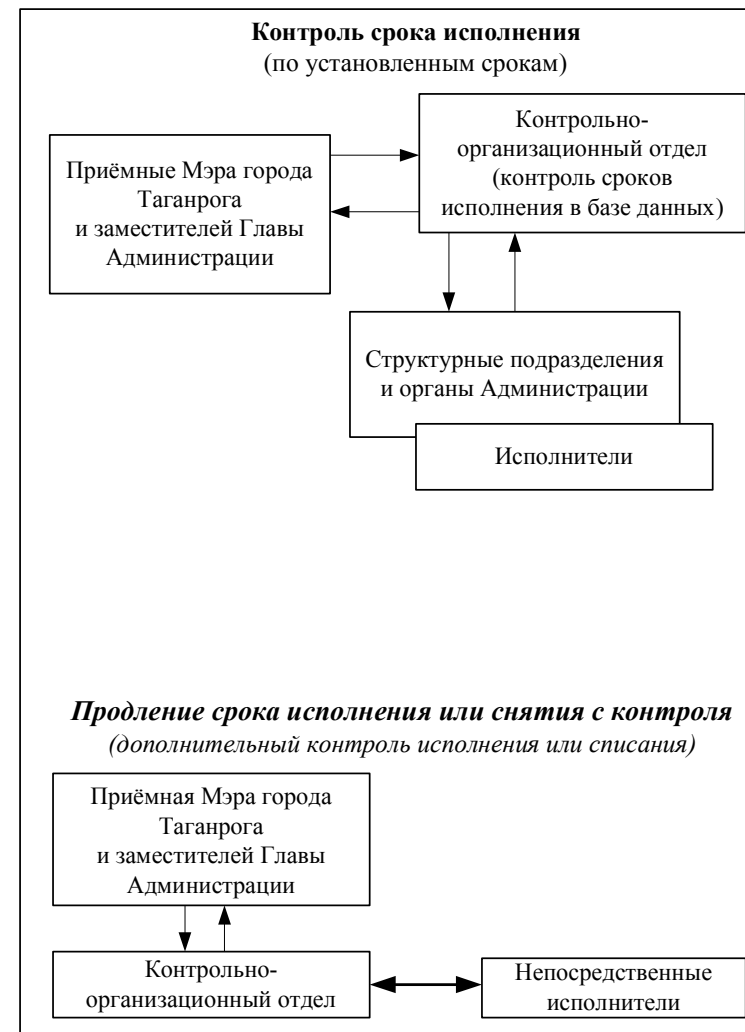 Контроль срока исполнения
(по установленным срокам)
Приёмные Мэра города
Таганрога
и заместителей Главы
Администрации
Контрольно-
организационный отдел
(контроль сроков
исполнения в базе данных)
Структурные подразделения
и органы Администрации
Исполнители
Продление срока исполнения или снятия с контроля
(дополнительный контроль исполнения или списания)
Приёмная Мэра города
Таганрога
и заместителей Главы
Администрации
Контрольно-
организационный отдел
Непосредственные
исполнители